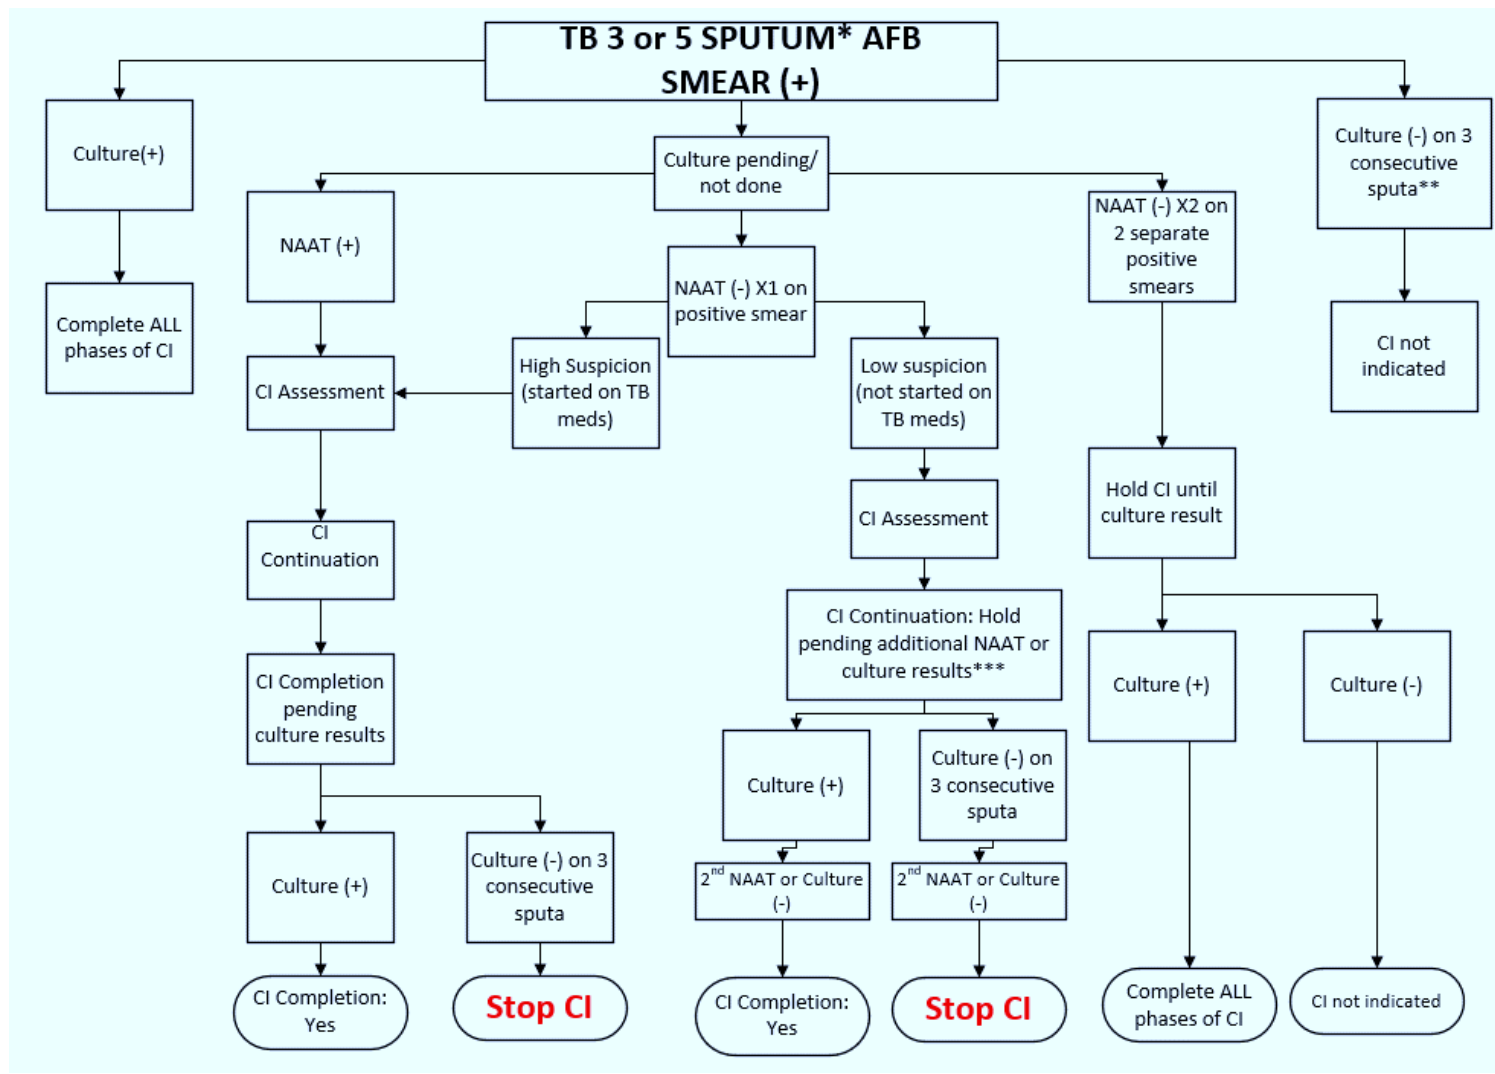 TB 3 or 5 SPUTUM* AFB
SMEAR (+)
Culture(+)
Complete ALL
phases of CI
Culture pending/
not done
NAAT (+)
CI Assessment
CI
Continuation
CI Completion
pending
culture results
Culture (+)
CI Completion:
Yes
Culture (-) on 3
consecutive
sputa
Stop CI
NAAT (-) X1 on
positive smear
High Suspicion
(started on TB
meds)
Low suspicion
(not started on
TB meds)
CI Assessment
CI Continuation: Hold
pending additional NAAT or
culture results***
Culture (+)
2nd NAAT or Culture
(-)
CI Completion:
Yes
Culture (-) on
3 consecutive
sputa
2nd NAAT or Culture
(-)
Stop CI
NAAT (-) X2 on
2 separate
positive
smears
Hold CI until
culture result
Culture (+)
Complete ALL
phases of CI
Culture (-)
CI not indicated
Culture (-) on 3
consecutive
sputa**
CI not
indicated